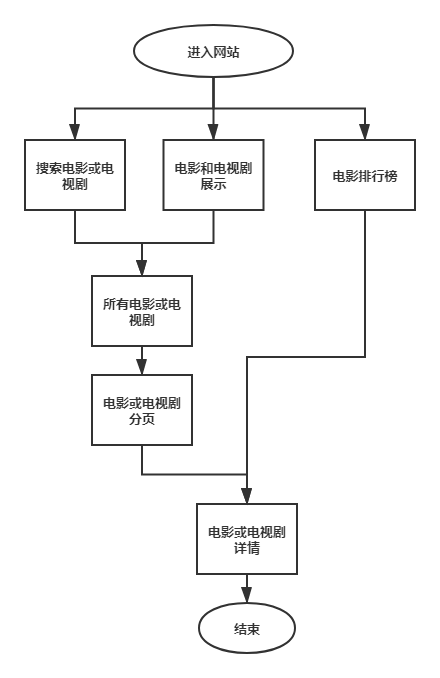 进入网站
搜索电影或电
视剧
电影和电视剧
展示
电影排行榜
所有电影或电
视剧
电影或电视剧
分页
电影或电视剧
详情
结束